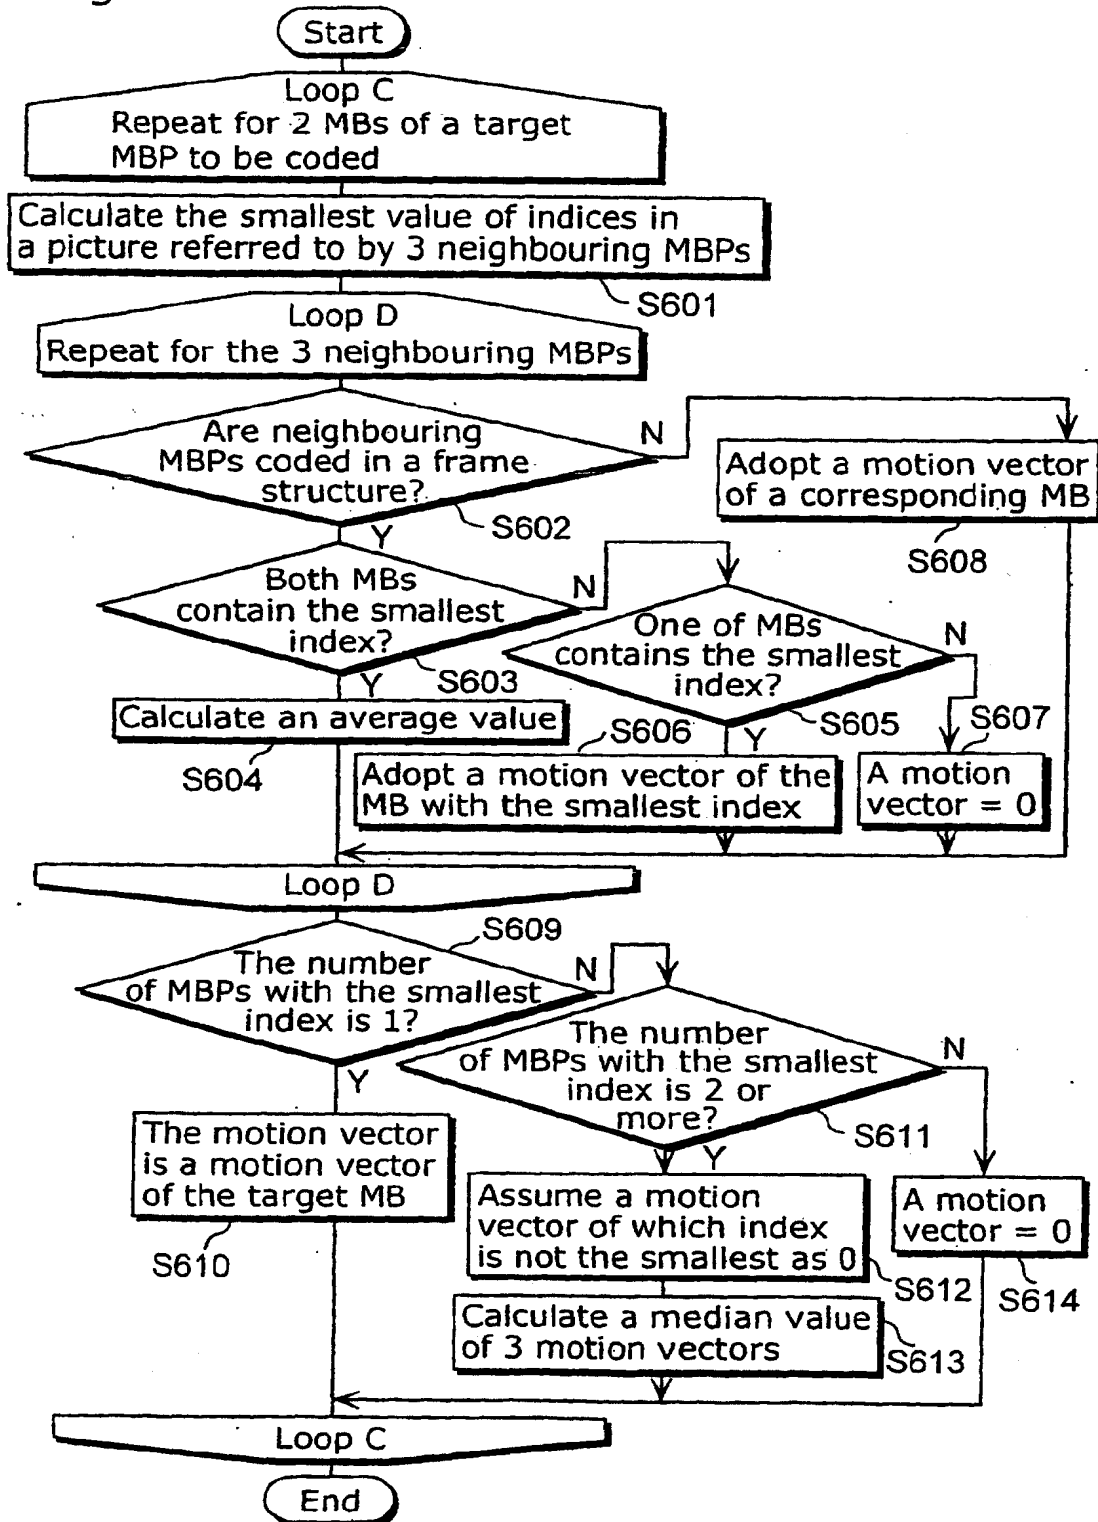 Start
Loop C
Repeat for 2 MBs of a target
MBP to be coded
Calculate the smallest value of indices in
a picture referred to by 3 neighbouring MBPs
S601
Loop D
Repeat for the 3 neighbouring MBPs
Are neighbouring
MBPs coded in a frame
structure?
N
Y
S602
Adopt a motion vector
of a corresponding MB
S608
Both MBs
contain the smallest
index?
N
Y
S603
One of MBs
contains the smallest
index?
N
Y
S605
Calculate an average value
S604
S606
Adopt a motion vector of the
MB with the smallest index
S607
A motion
vector = 0
Loop D
S609
The number
of MBPs with the smallest
index is 1?
N
Y
The number
of MBPs with the smallest
index is 2 or
more?
N
Y
S611
The motion vector
is a motion vector
of the target MB
S610
Assume a motion
vector of which index
is not the smallest as 0
S612
A motion
vector = 0
S614
Calculate a median value
of 3 motion vectors
S613
Loop C
End